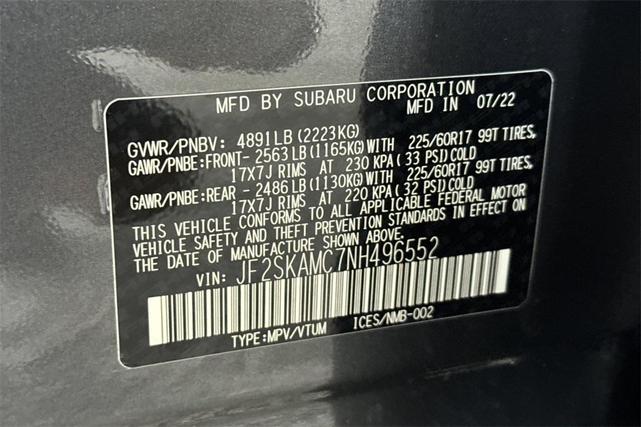 MFD BY SUBARU CORPORATION
MFD IN 07/22
GVWR/PNBV: 4891LB(2223KG)
GAWR/PNBE:FRONT-2563LB(1165KG)WITH 225/60R17 99T TIRES,
17X7J RIMS AT 230 KPA(33 PSI)COLD
GAWR/PNBE:REAR -2486LB(1130KG)WITH 225/60R17 99T TIRES,
17X7J RIMS AT 220 KPA(32 PSI)COLD
THIS VEHICLE CONFORMS TO ALL APPLICABLE FEDERAL MOTOR
VEHICLE SAFETY AND THEFT PREVENTION STANDARDS IN EFFECT ON
THE DATE OF MANUFACTURE SHOWN ABOVE.
VIN: JF2SKAMC7NH496552
TYPE:MPV/VTUM ICES/NMB-002